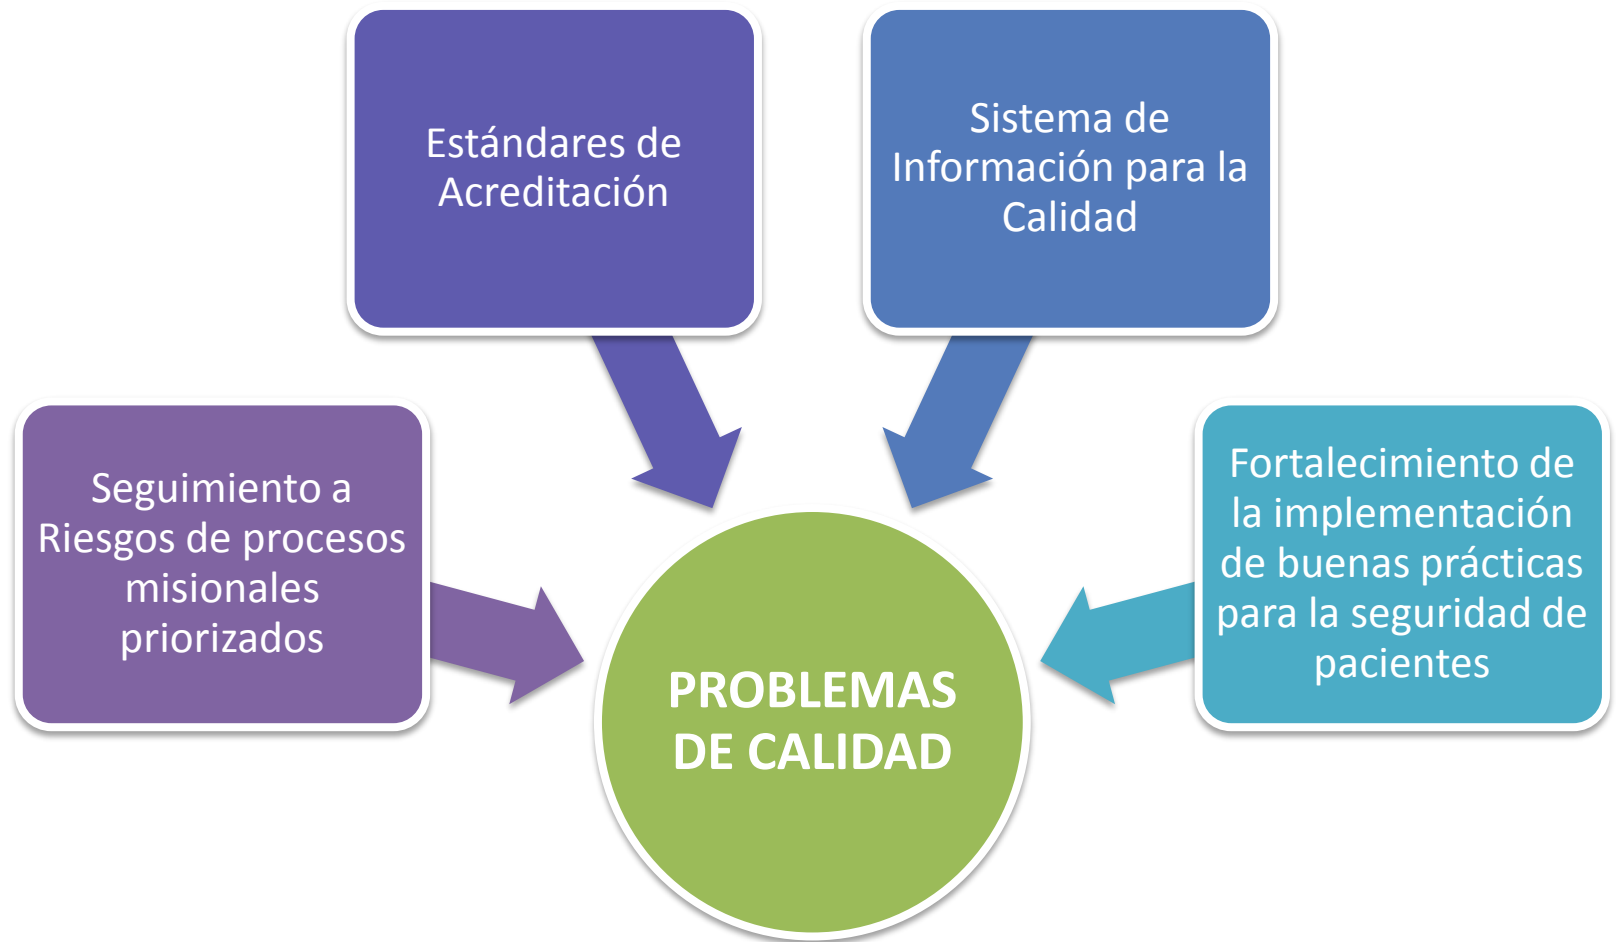 Estándares de
Acreditación
Sistema de
Información para la
Calidad
Seguimiento a
Riesgos de procesos
misionales
priorizados
Fortalecimiento de
la implementación
de buenas prácticas
para la seguridad de
pacientes
PROBLEMAS
DE CALIDAD